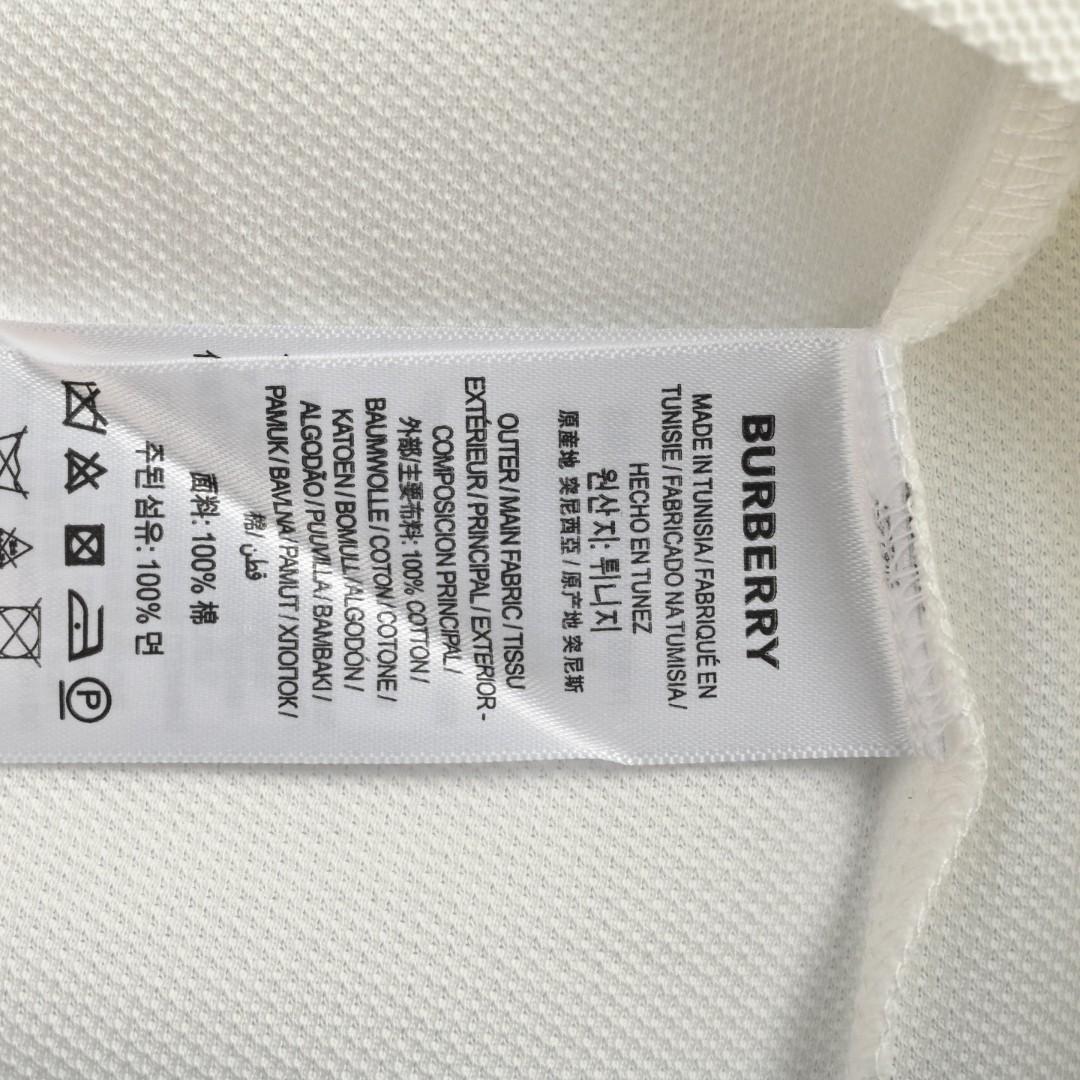 BURBERRY
MADE IN TUNISIA / FABRIQUÉ EN
TUNISIE / FABRICADO NA TUMISIA /
HECHO EN TUNEZ
원산지: 튀니지
原産地 突尼西亞 / 原产地 突尼斯
OUTER / MAIN FABRIC / TISSU
EXTÉRIEUR / PRINCIPAL / EXTERIOR-
COMPOSICION PRINCIPAL /
外部/主要布料: 100% COTTON /
BAUMWOLLE / COTON / COTONE /
KATOEN / BOMULL / ALGODÓN /
ALGODÃO / PUUVILLA / BAMBAKI /
PAMUK / BAVLNA / PAMUT / ХЛОПОК /
棉 / قطن
面料: 100% 棉
주된 섬유: 100% 면
P